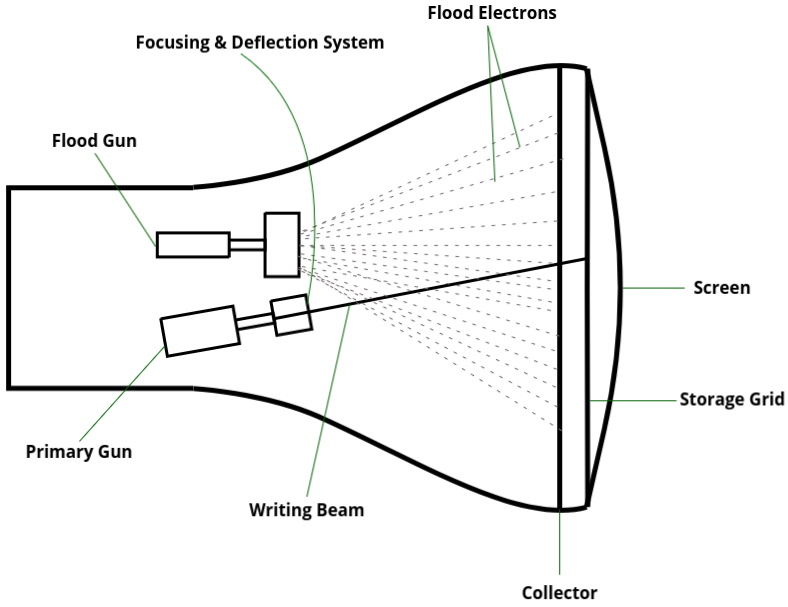 Flood Electrons
Focusing & Deflection System
Flood Gun
Screen
Storage Grid
Primary Gun
Writing Beam
Collector